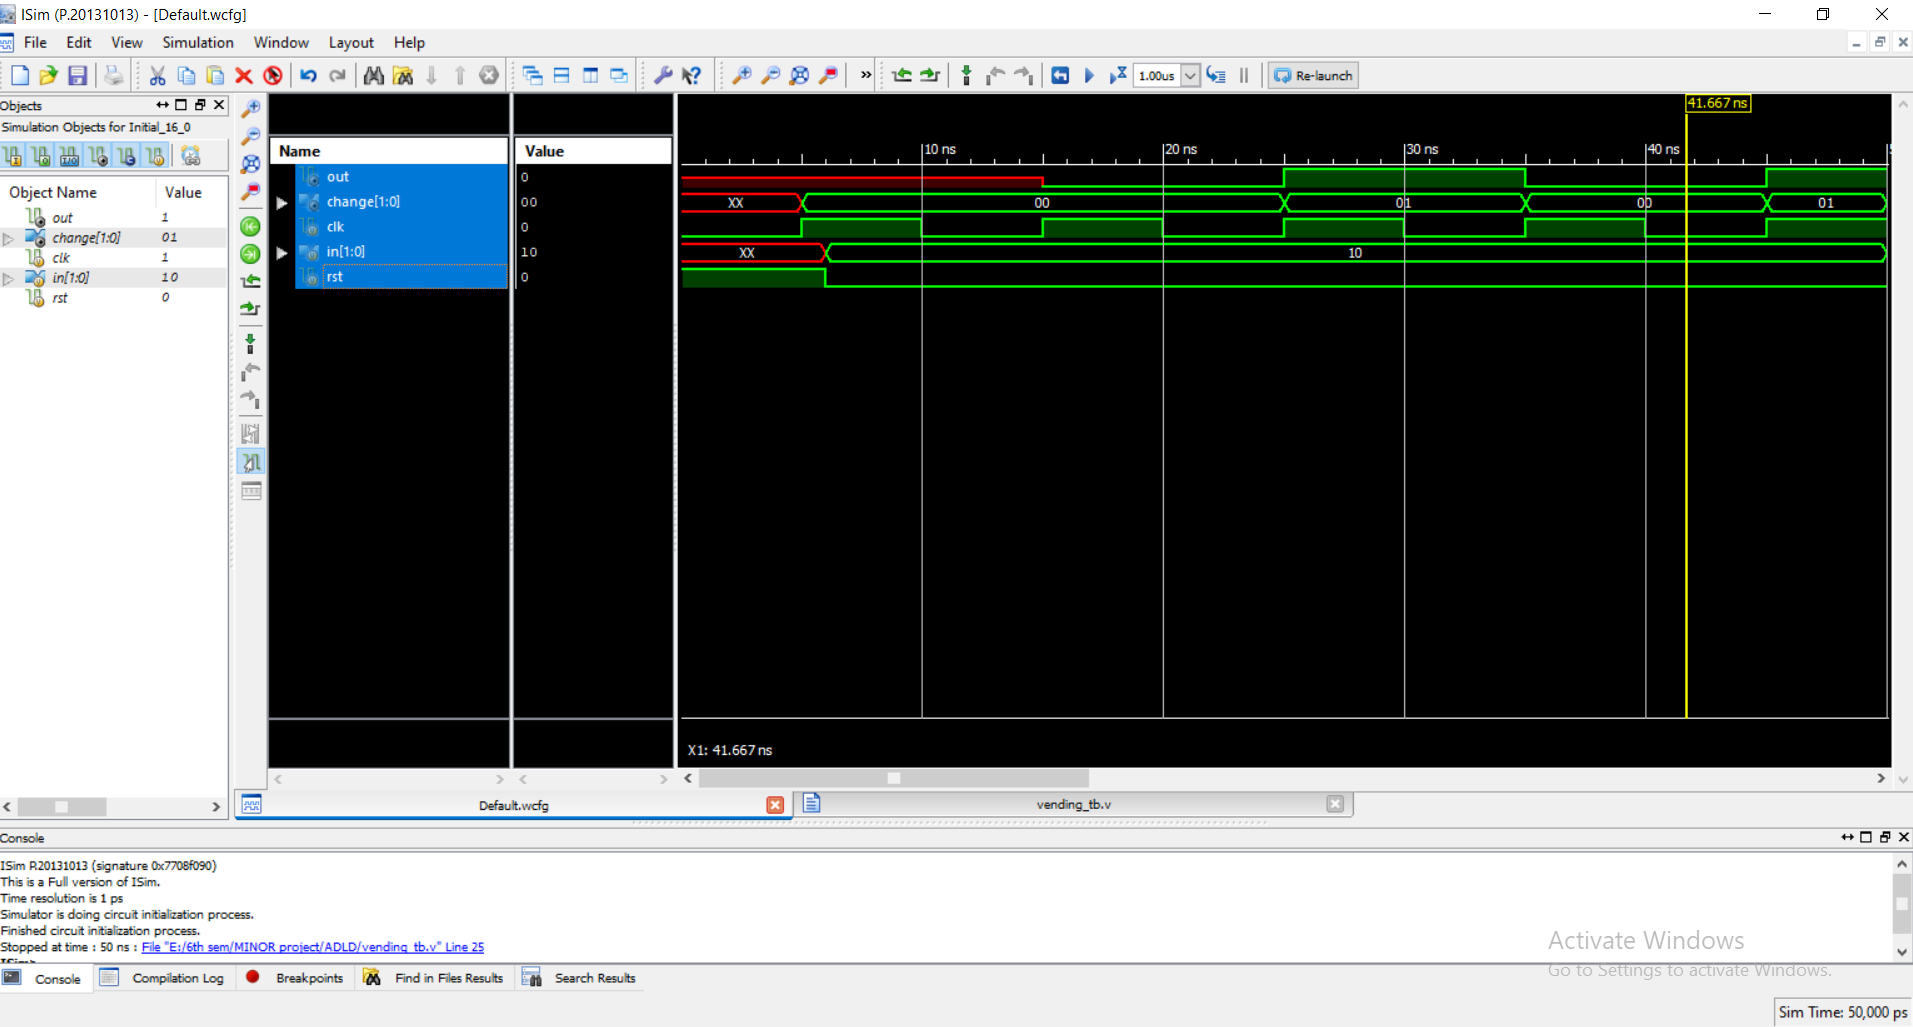 ISim (P.20131013) - [Default.wcfg]
File Edit View Simulation Window Layout Help
» 1.00us Re-launch
Objects
Simulation Objects for Initial_16_0
Object Name Value
out 1
change[1:0] 01
clk 1
in[1:0] 10
rst 0
Name Value
out 0
change[1:0] 00
clk 0
in[1:0] 10
rst 0
41.667 ns
10 ns 20 ns 30 ns 40 ns
XX 00 01 00 01
XX 10
X1: 41.667 ns
Default.wcfg vending_tb.v
Console
ISim P.20131013 (signature 0x7708f090)
This is a Full version of ISim.
Time resolution is 1 ps
Simulator is doing circuit initialization process.
Finished circuit initialization process.
Stopped at time : 50 ns : File "E:/6th sem/MINOR project/ADLD/vending_tb.v" Line 25
ISim>
Activate Windows
Go to Settings to activate Windows.
Console Compilation Log Breakpoints Find in Files Results Search Results
Sim Time: 50,000 ps